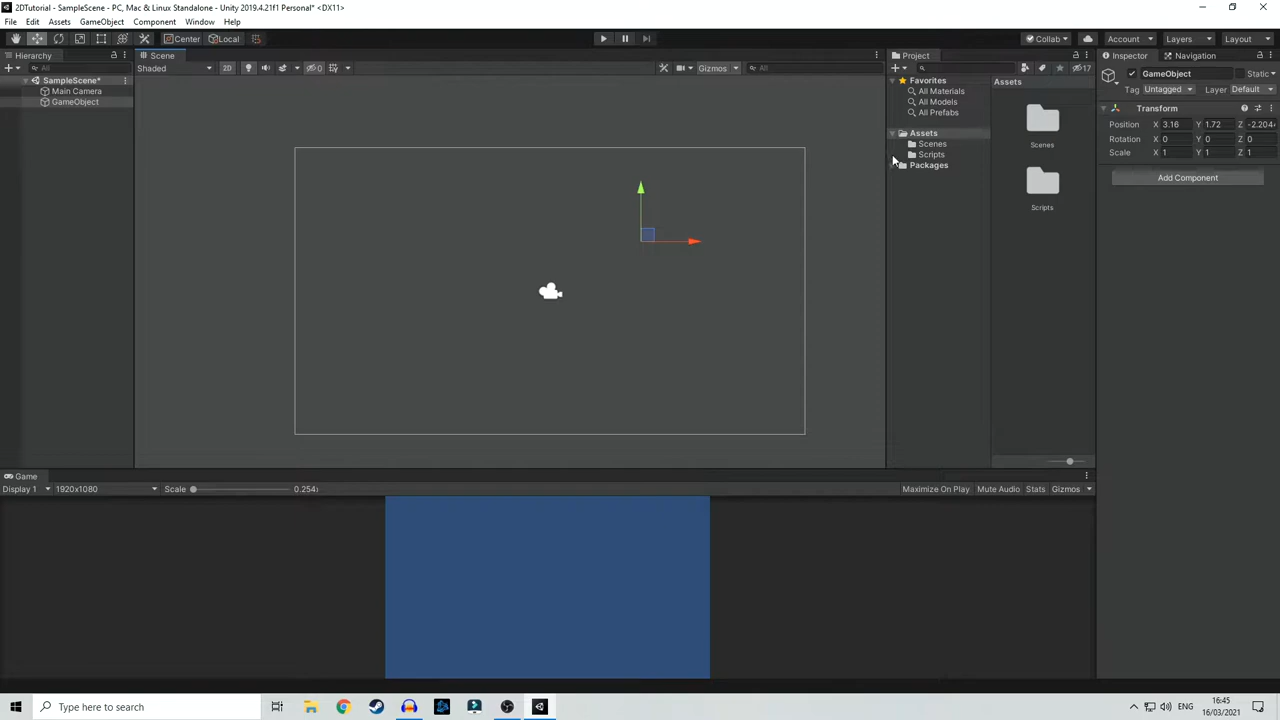 2DTutorial - SampleScene - PC, Mac & Linux Standalone - Unity 2019.4.21f1 Personal* <DX11>
File Edit Assets GameObject Component Window Help
Center Local Collab Account Layers Layout
Hierarchy
All
SampleScene*
Main Camera
GameObject
Scene
Shaded 2D 0 Gizmos All
Project
17
Favorites
All Materials
All Models
All Prefabs
Assets
Scenes
Scripts
Packages
Assets
Scenes
Scripts
Inspector Navigation
GameObject Static
Tag Untagged Layer Default
Transform
Position X 3.16 Y 1.72 Z -2.204
Rotation X 0 Y 0 Z 0
Scale X 1 Y 1 Z 1
Add Component
Game
Display 1 1920x1080 Scale 0.254 Maximize On Play Mute Audio Stats Gizmos
Type here to search
ENG
16:45
16/03/2021